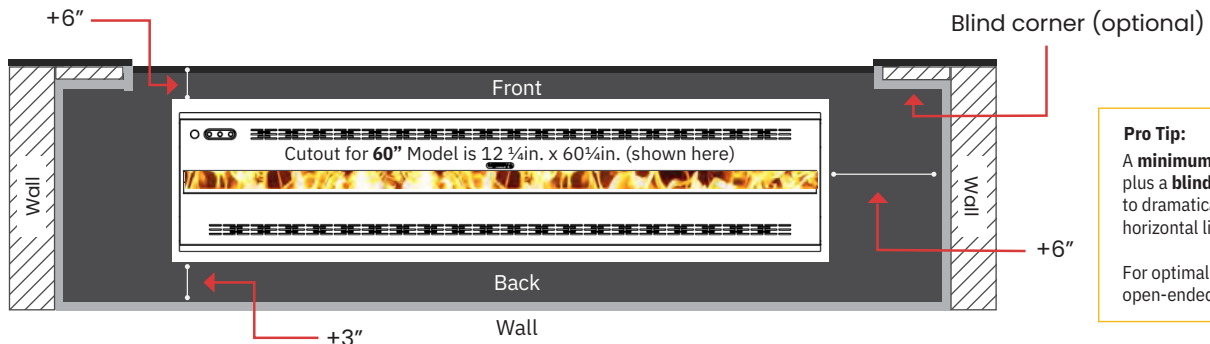 +6”
Blind corner (optional)
Front
Cutout for 60” Model is 12 ¼in. x 60¼in. (shown here)
Wall
Wall
+6”
Back
Wall
+3”
Pro Tip:
A minimum
plus a blind
to dramatica
horizontal li
For optimal
open-ended